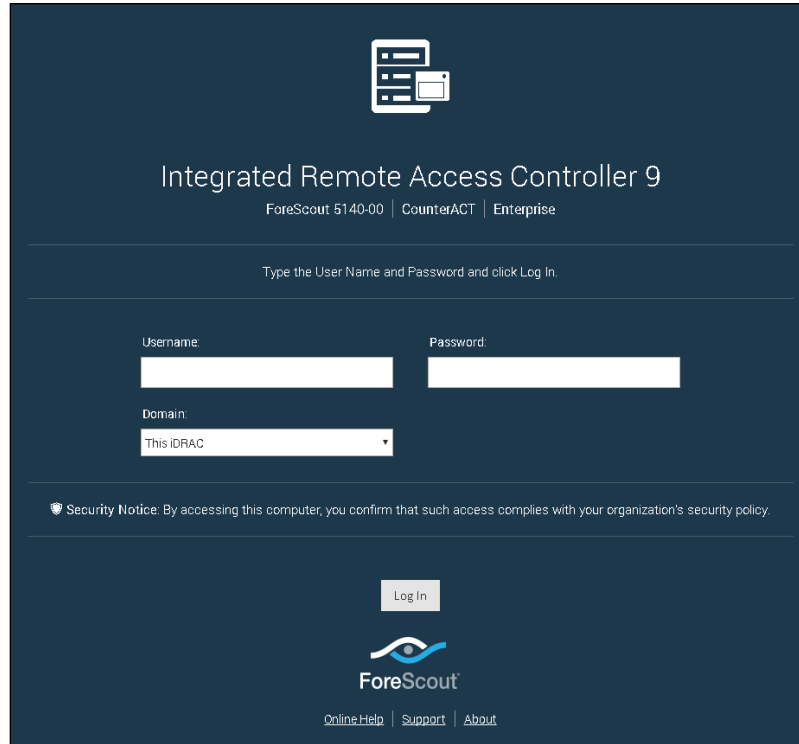 Integrated Remote Access Controller 9
ForeScout 5140-00 | CounterACT | Enterprise
Type the User Name and Password and click Log In.
Username: Password:
Domain:
This iDRAC
Security Notice: By accessing this computer, you confirm that such access complies with your organization's security policy.
Log In
ForeScout
Online Help | Support | About